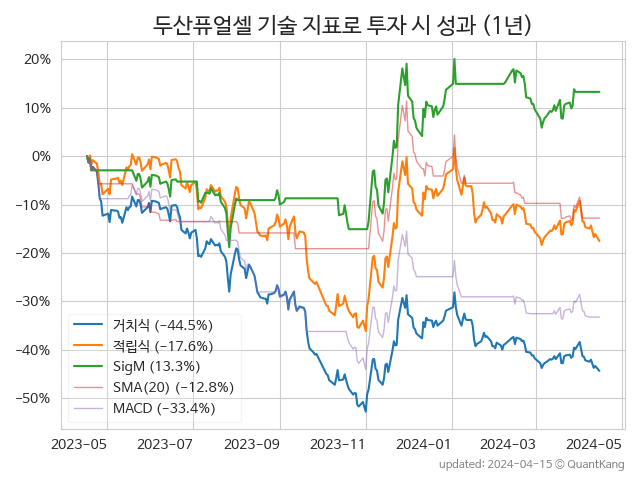 두산퓨얼셀 기술 지표로 투자 시 성과 (1년)
20%
10%
0%
−10%
−20%
−30%
−40%
−50%
거치식 (−44.5%)
적립식 (−17.6%)
SigM (13.3%)
SMA(20) (−12.8%)
MACD (−33.4%)
2023-05 2023-07 2023-09 2023-11 2024-01 2024-03 2024-05
updated: 2024-04-15 © QuantKang